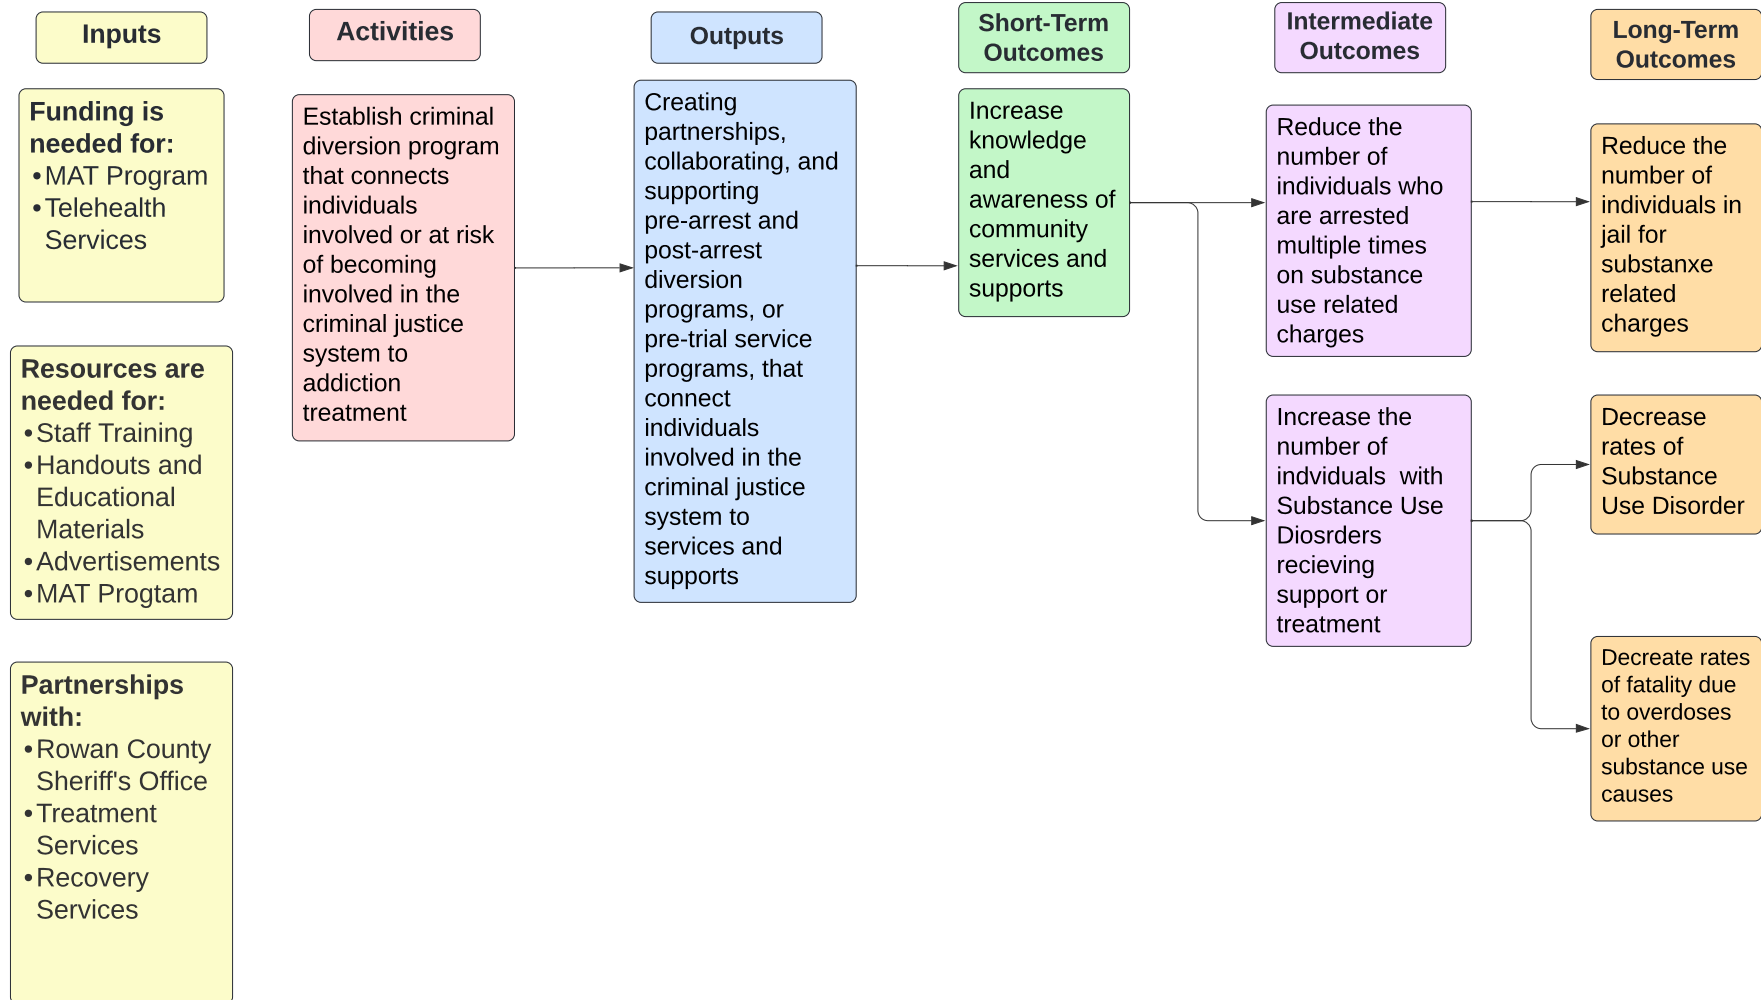 Inputs
Funding is
needed for:
•MAT Program
•Telehealth
Services
Resources are
needed for:
•Staff Training
•Handouts and
Educational
Materials
•Advertisements
•MAT Progtam
Partnerships
with:
•Rowan County
Sheriff's Office
•Treatment
Services
•Recovery
Services
Activities
Establish criminal
diversion program
that connects
individuals
involved or at risk
of becoming
involved in the
criminal justice
system to
addiction
treatment
Outputs
Creating
partnerships,
collaborating, and
supporting
pre-arrest and
post-arrest
diversion
programs, or
pre-trial service
programs, that
connect
individuals
involved in the
criminal justice
system to
services and
supports
Short-Term
Outcomes
Increase
knowledge
and
awareness of
community
services and
supports
Intermediate
Outcomes
Reduce the
number of
individuals who
are arrested
multiple times
on substance
use related
charges
Increase the
number of
indviduals  with
Substance Use
Diosrders
recieving
support or
treatment
Long-Term
Outcomes
Reduce the
number of
individuals in
jail for
substanxe
related
charges
Decrease
rates of
Substance
Use Disorder
Decreate rates
of fatality due
to overdoses
or other
substance use
causes